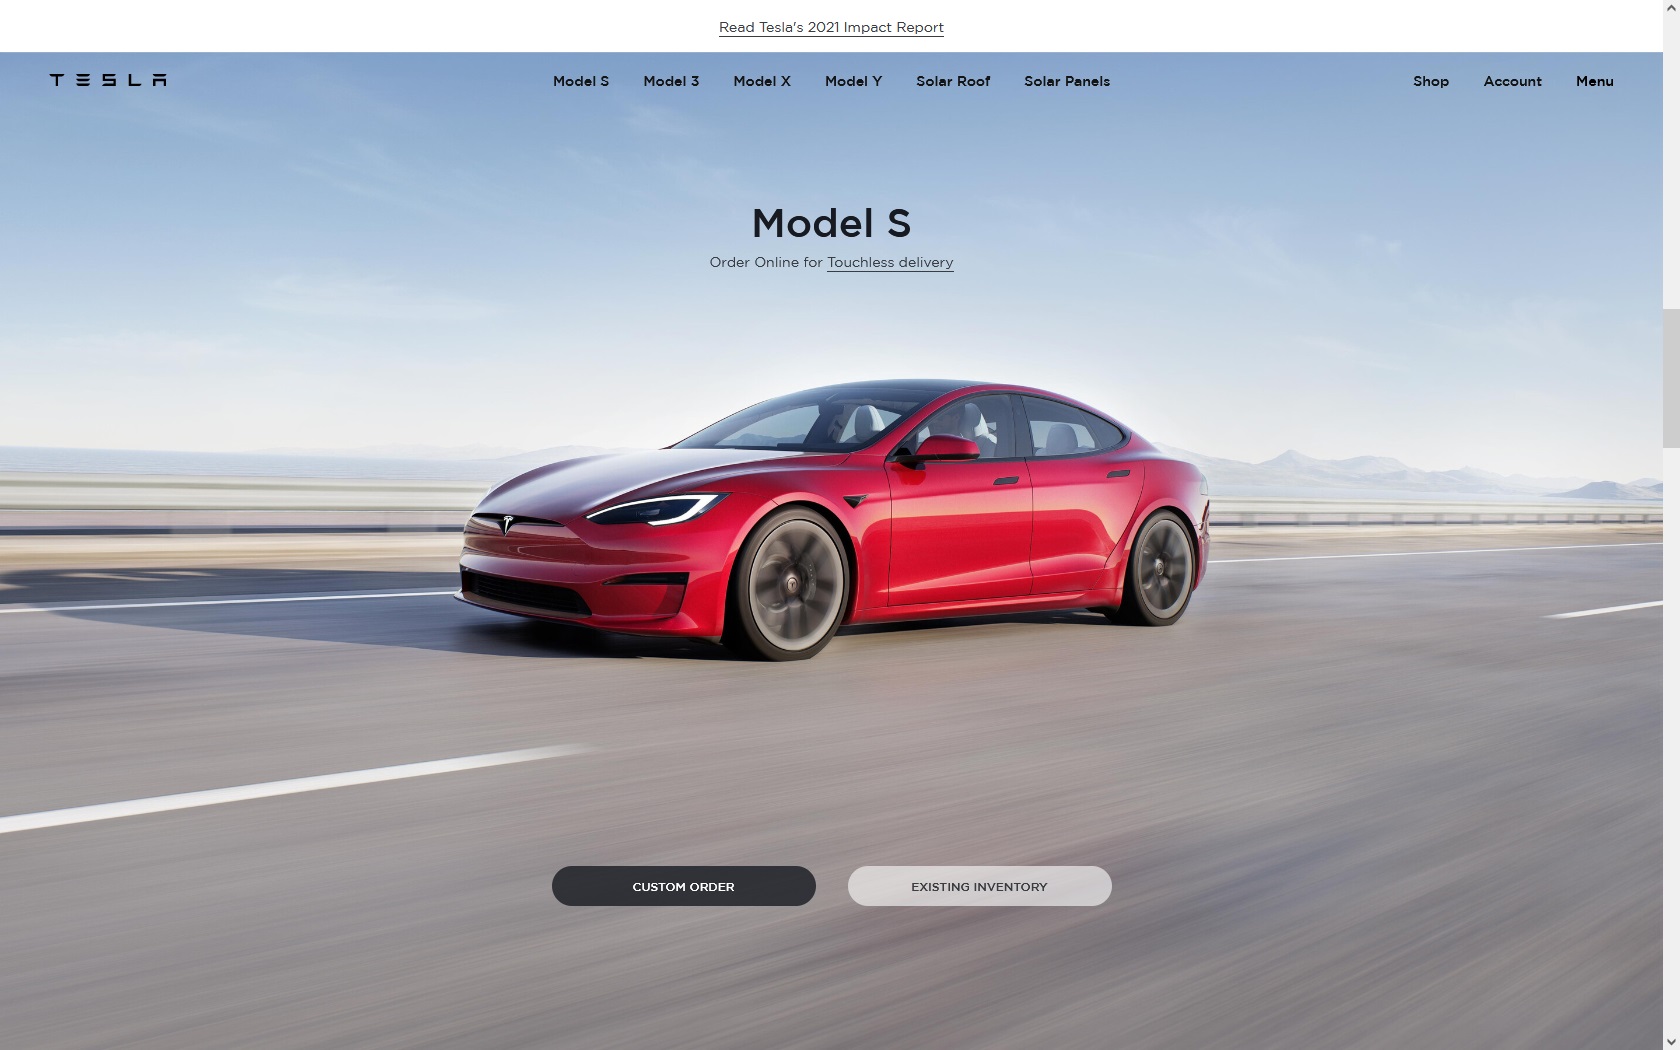 Read Tesla's 2021 Impact Report
TESLA Model S Model 3 Model X Model Y Solar Roof Solar Panels Shop Account Menu
Model S
Order Online for Touchless delivery
CUSTOM ORDER EXISTING INVENTORY